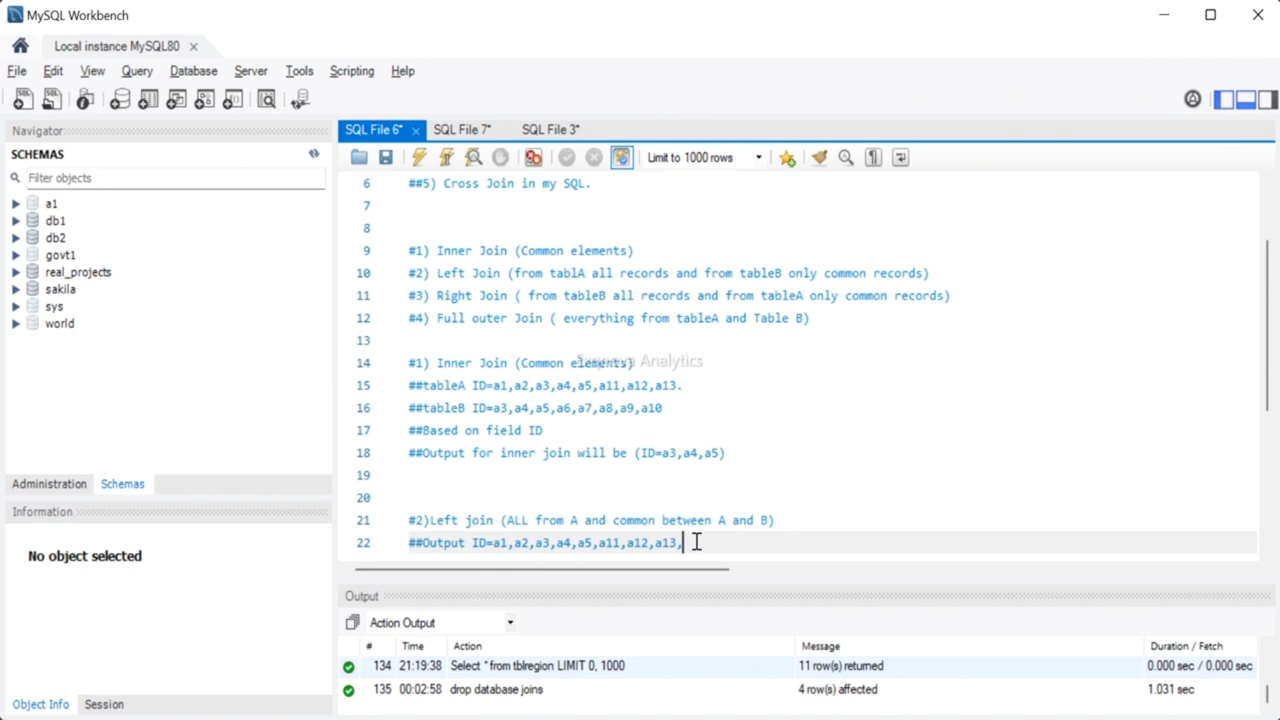 MySQL Workbench
Local instance MySQL80
File Edit View Query Database Server Tools Scripting Help
Navigator
SCHEMAS
Filter objects
a1
db1
db2
govt1
real_projects
sakila
sys
world
Administration Schemas
Information
No object selected
Object Info Session
SQL File 6* SQL File 7* SQL File 3*
Limit to 1000 rows
6 ##5) Cross Join in my SQL.
7
8
9 #1) Inner Join (Common elements)
10 #2) Left Join (from tablA all records and from tableB only common records)
11 #3) Right Join ( from tableB all records and from tableA only common records)
12 #4) Full outer Join ( everything from tableA and Table B)
13
14 #1) Inner Join (Common elements)
Analytics
15 ##tableA ID=a1,a2,a3,a4,a5,a11,a12,a13.
16 ##tableB ID=a3,a4,a5,a6,a7,a8,a9,a10
17 ##Based on field ID
18 ##Output for inner join will be (ID=a3,a4,a5)
19
20
21 #2)Left join (ALL from A and common between A and B)
22 ##Output ID=a1,a2,a3,a4,a5,a11,a12,a13,
Output
Action Output
# Time Action Message Duration / Fetch
134 21:19:38 Select * from tblregion LIMIT 0, 1000 11 row(s) returned 0.000 sec / 0.000 sec
135 00:02:58 drop database joins 4 row(s) affected 1.031 sec